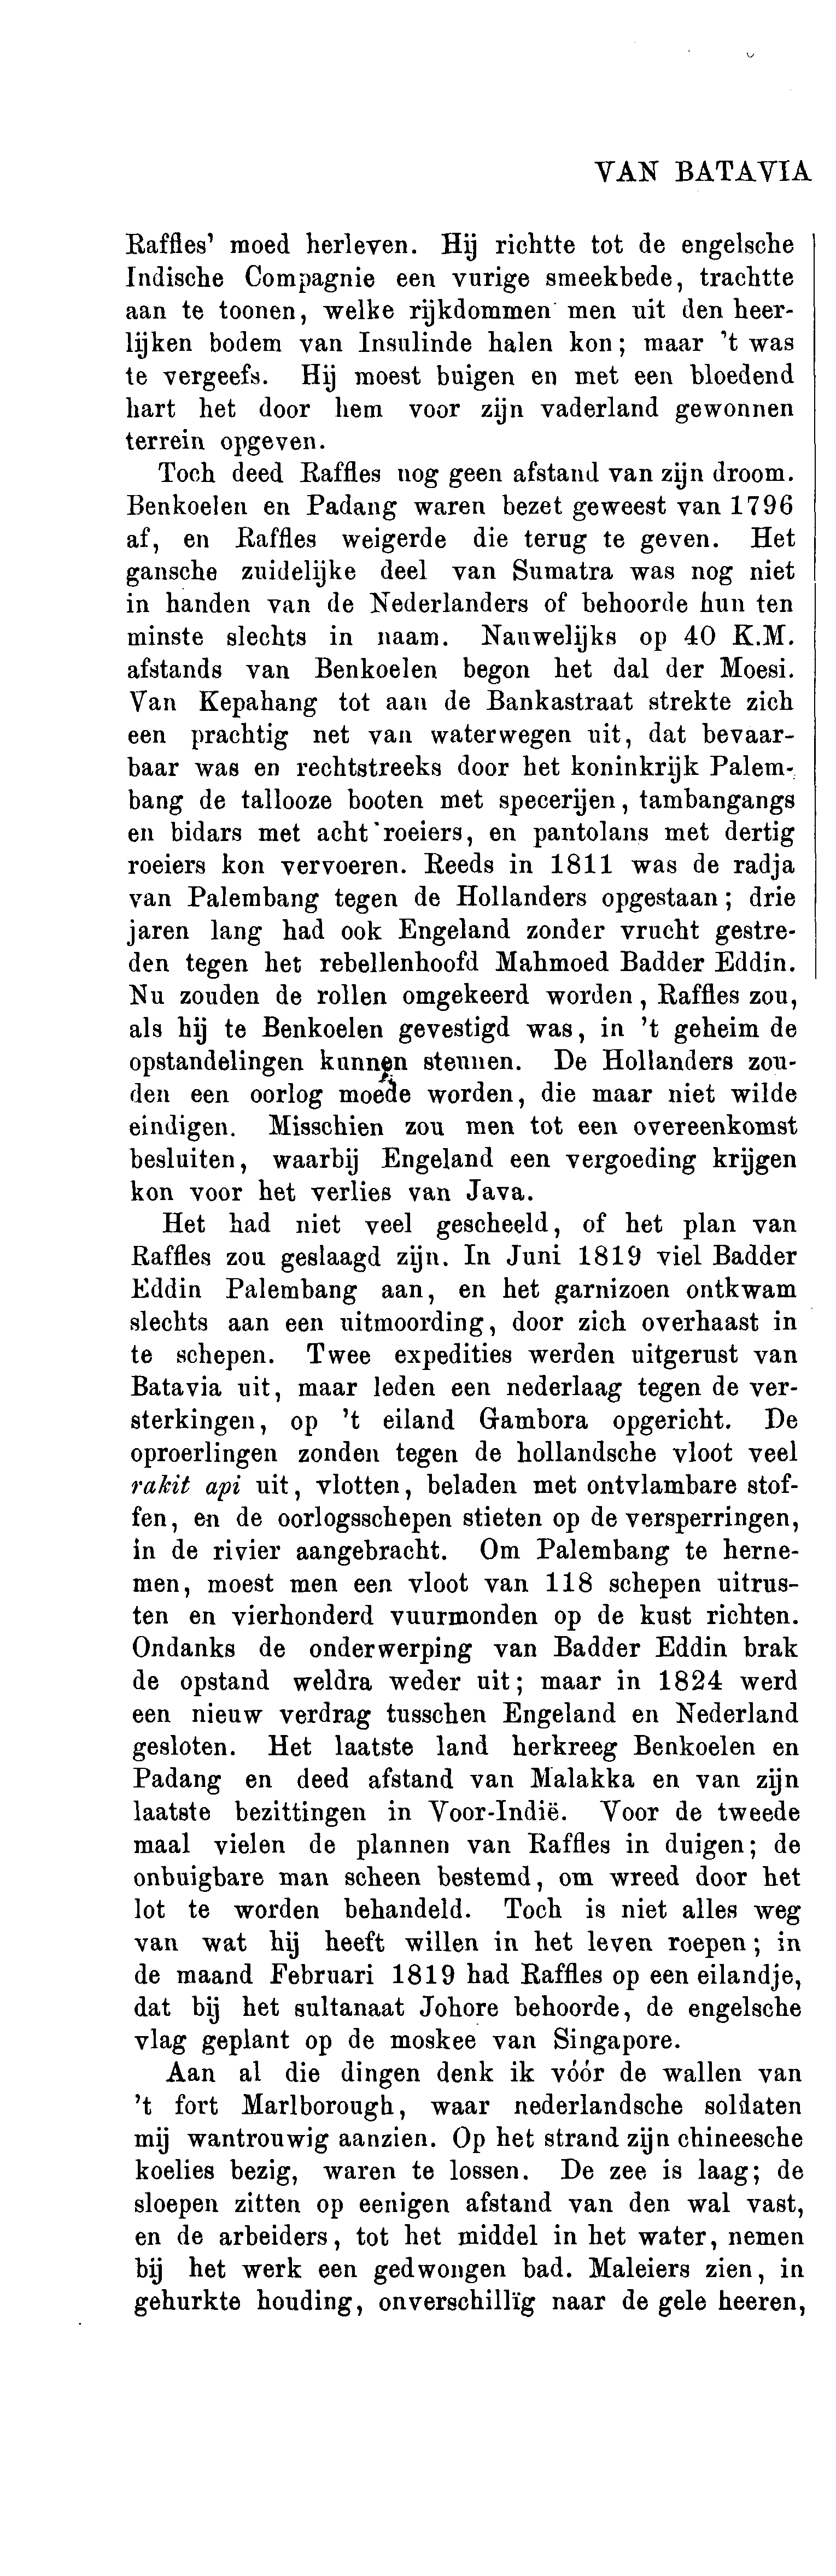 VAN BATAVIA
Raffles' moed herleven. Hij richtte tot de engelsche
Indische Compagnie een vurige smeekbede, trachtte
aan te toonen, welke rijkdommen men uit den heer-
lijken bodem van Insulinde halen kon; maar 't was
te vergeefs. Hij moest buigen en met een bloedend
hart het door hem voor zijn vaderland gewonnen
terrein opgeven.
Toch deed Raffles nog geen afstand van zijn droom.
Benkoelen en Padang waren bezet geweest van 1796
af, en Raffles weigerde die terug te geven. Het
gansche zuidelijke deel van Sumatra was nog niet
in handen van de Nederlanders of behoorde hun ten
minste slechts in naam. Nauwelijks op 40 K.M.
afstands van Benkoelen begon het dal der Moesi.
Van Kepahang tot aan de Bankastraat strekte zich
een prachtig net van waterwegen uit, dat bevaar-
baar was en rechtstreeks door het koninkrijk Palem-
bang de tallooze booten met specerijen, tambangangs
en bidars met acht roeiers, en pantolans met dertig
roeiers kon vervoeren. Reeds in 1811 was de radja
van Palembang tegen de Hollanders opgestaan; drie
jaren lang had ook Engeland zonder vrucht gestre-
den tegen het rebellenhoofd Mahmoed Badder Eddin.
Nu zouden de rollen omgekeerd worden, Raffles zou,
als hij te Benkoelen gevestigd was, in 't geheim de
opstandelingen kunnen steunen. De Hollanders zou-
den een oorlog moede worden, die maar niet wilde
eindigen. Misschien zou men tot een overeenkomst
besluiten, waarbij Engeland een vergoeding krijgen
kon voor het verlies van Java.
Het had niet veel gescheeld, of het plan van
Raffles zou geslaagd zijn. In Juni 1819 viel Badder
Eddin Palembang aan, en het garnizoen ontkwam
slechts aan een uitmoording, door zich overhaast in
te schepen. Twee expedities werden uitgerust van
Batavia uit, maar leden een nederlaag tegen de ver-
sterkingen, op 't eiland Gambora opgericht. De
oproerlingen zonden tegen de hollandsche vloot veel
rakit api uit, vlotten, beladen met ontvlambare stof-
fen, en de oorlogsschepen stieten op de versperringen,
in de rivier aangebracht. Om Palembang te herne-
men, moest men een vloot van 118 schepen uitrus-
ten en vierhonderd vuurmonden op de kust richten.
Ondanks de onderwerping van Badder Eddin brak
de opstand weldra weder uit; maar in 1824 werd
een nieuw verdrag tusschen Engeland en Nederland
gesloten. Het laatste land herkreeg Benkoelen en
Padang en deed afstand van Malakka en van zijn
laatste bezittingen in Voor-Indië. Voor de tweede
maal vielen de plannen van Raffles in duigen; de
onbuigbare man scheen bestemd, om wreed door het
lot te worden behandeld. Toch is niet alles weg
van wat hij heeft willen in het leven roepen; in
de maand Februari 1819 had Raffles op een eilandje,
dat bij het sultanaat Johore behoorde, de engelsche
vlag geplant op de moskee van Singapore.
Aan al die dingen denk ik vóór de wallen van
't fort Marlborough, waar nederlandsche soldaten
mij wantrouwig aanzien. Op het strand zijn chineesche
koelies bezig, waren te lossen. De zee is laag; de
sloepen zitten op eenigen afstand van den wal vast,
en de arbeiders, tot het middel in het water, nemen
bij het werk een gedwongen bad. Maleiers zien, in
gehurkte houding, onverschillig naar de gele heeren,